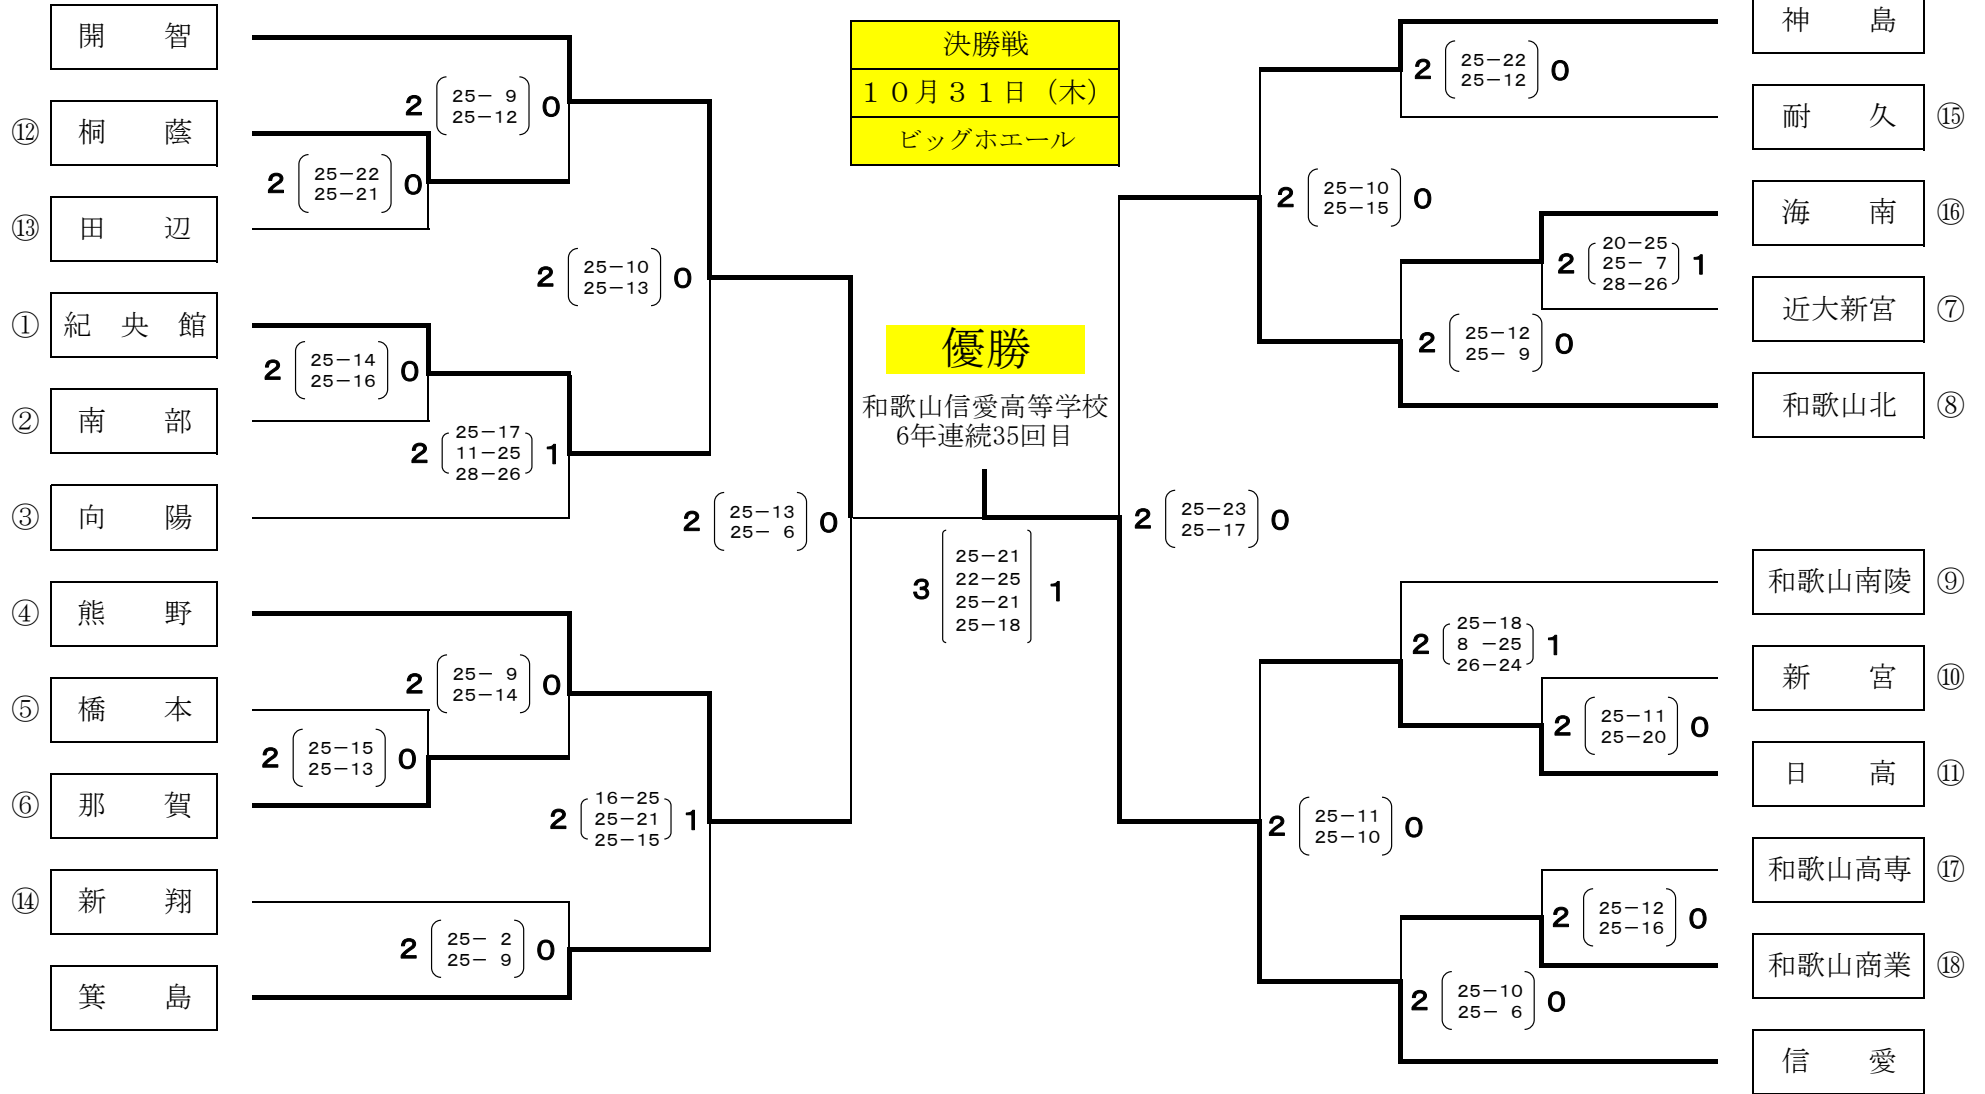 開 智
⑫ 桐 蔭
⑬ 田 辺
① 紀 央 館
② 南 部
③ 向 陽
④ 熊 野
⑤ 橋 本
⑥ 那 賀
⑭ 新 翔
箕 島
2 25- 9 0
25-12
2 25-22 0
25-21
2 25-10 0
25-13
2 25-14 0
25-16
25-17
2 11-25 1
28-26
2 25-13 0
25- 6
2 25- 9 0
25-14
2 25-15 0
25-13
16-25
2 25-21 1
25-15
2 25- 2 0
25- 9
決勝戦
10月31日（木）
ビッグホエール
優勝
和歌山信愛高等学校
6年連続35回目
25-21
22-25
3 1
25-21
25-18
2 25-22 0
25-12
2 25-10 0
25-15
20-25
2 25- 7 1
28-26
2 25-12 0
25- 9
2 25-23 0
25-17
25-18
2 8 -25 1
26-24
2 25-11 0
25-20
2 25-11 0
25-10
2 25-12 0
25-16
2 25-10 0
25- 6
神 島
耐 久 ⑮
海 南 ⑯
近大新宮 ⑦
和歌山北 ⑧
和歌山南陵 ⑨
新 宮 ⑩
日 高 ⑪
和歌山高専 ⑰
和歌山商業 ⑱
信 愛